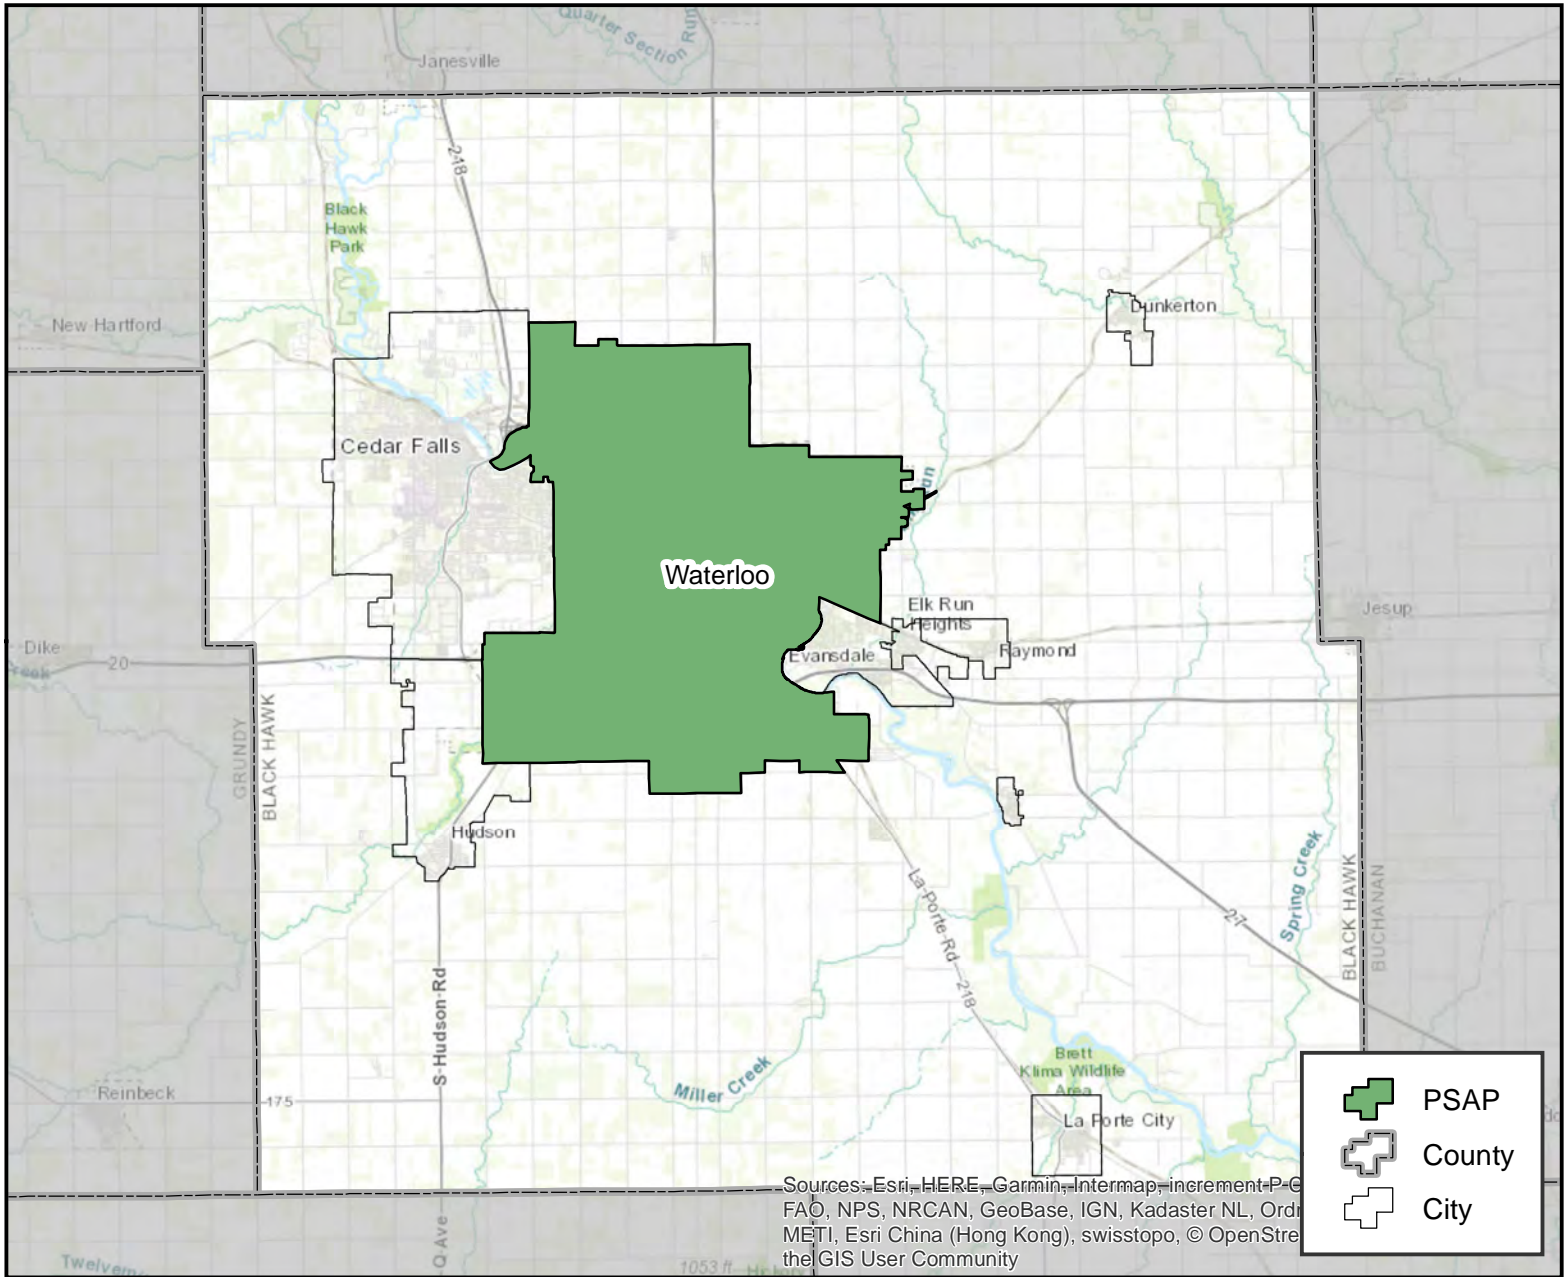 Quarter Section Run
Janesville
218
Black
Hawk
Park
New Hartford
Dunkerton
Cedar Falls
Waterloo
Elk Run
Heights
Jesup
Dike
20
Evansdale
Raymond
GRUNDY
BLACK HAWK
Hudson
La-Porte-Rd
218
27
Spring Creek
BLACK HAWK
BUCHANAN
S-Hudson-Rd
Miller Creek
Brett
Klima Wildlife
Area
Reinbeck
175
La Porte City
PSAP
County
City
Sources: Esri, HERE, Garmin, Intermap, increment P
FAO, NPS, NRCAN, GeoBase, IGN, Kadaster NL,
METI, Esri China (Hong Kong), swisstopo, ©
the GIS User Community
Q Ave
1053 ft